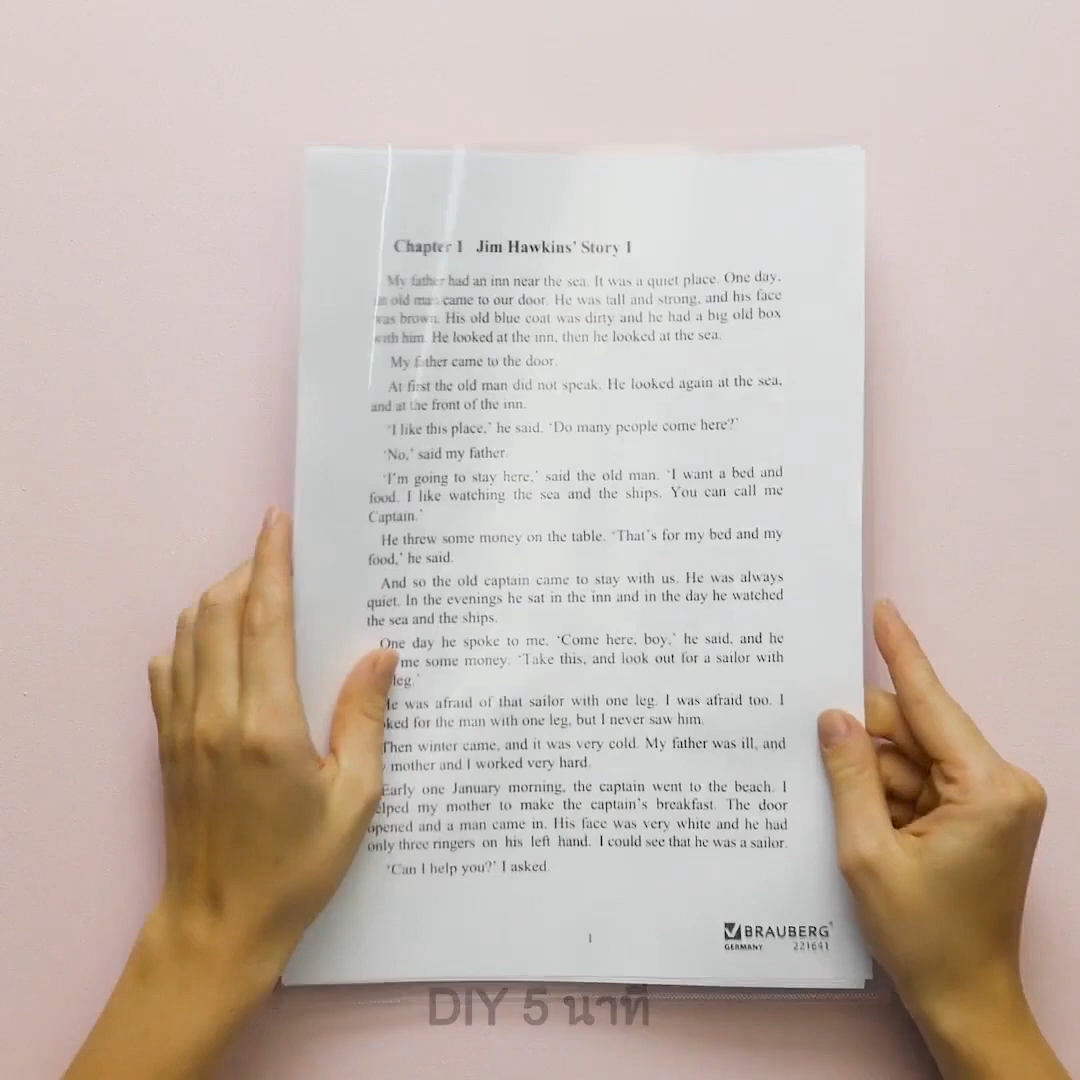 Chapter 1 Jim Hawkins' Story 1
My father had an inn near the sea. It was a quiet place. One day,
an old man came to our door. He was tall and strong, and his face
was brown. His old blue coat was dirty and he had a big old box
with him. He looked at the inn, then he looked at the sea.
My father came to the door.
At first the old man did not speak. He looked again at the sea,
and at the front of the inn.
'I like this place,' he said. 'Do many people come here?'
'No,' said my father.
'I'm going to stay here,' said the old man. 'I want a bed and
food. I like watching the sea and the ships. You can call me
Captain.'
He threw some money on the table. 'That's for my bed and my
food,' he said.
And so the old captain came to stay with us. He was always
quiet. In the evenings he sat in the inn and in the day he watched
the sea and the ships.
One day he spoke to me. 'Come here, boy,' he said, and he
me some money. 'Take this, and look out for a sailor with
leg.'
He was afraid of that sailor with one leg. I was afraid too. I
ked for the man with one leg, but I never saw him.
Then winter came, and it was very cold. My father was ill, and
mother and I worked very hard.
Early one January morning, the captain went to the beach. I
elped my mother to make the captain's breakfast. The door
opened and a man came in. His face was very white and he had
only three ringers on his left hand. I could see that he was a sailor.
'Can I help you?' I asked.
1
BRAUBERG
GERMANY 221641
DIY 5 นาที